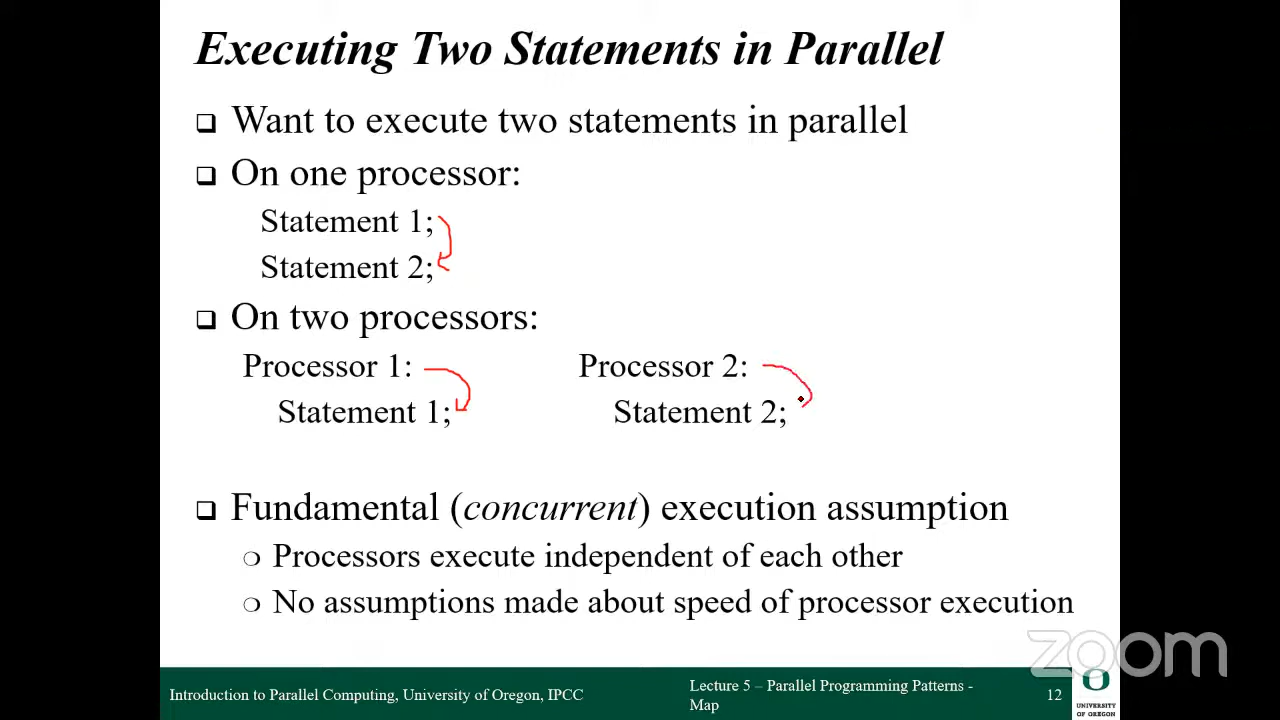 Executing Two Statements in Parallel
Want to execute two statements in parallel
On one processor:
Statement 1;
Statement 2;
On two processors:
Processor 1:
Processor 2:
Statement 1;
Statement 2;
Fundamental (concurrent) execution assumption
Processors execute independent of each other
No assumptions made about speed of processor execution
zoom
Introduction to Parallel Computing, University of Oregon, IPCC
Lecture 5 – Parallel Programming Patterns -
Map
12
O
UNIVERSITY
OF OREGON